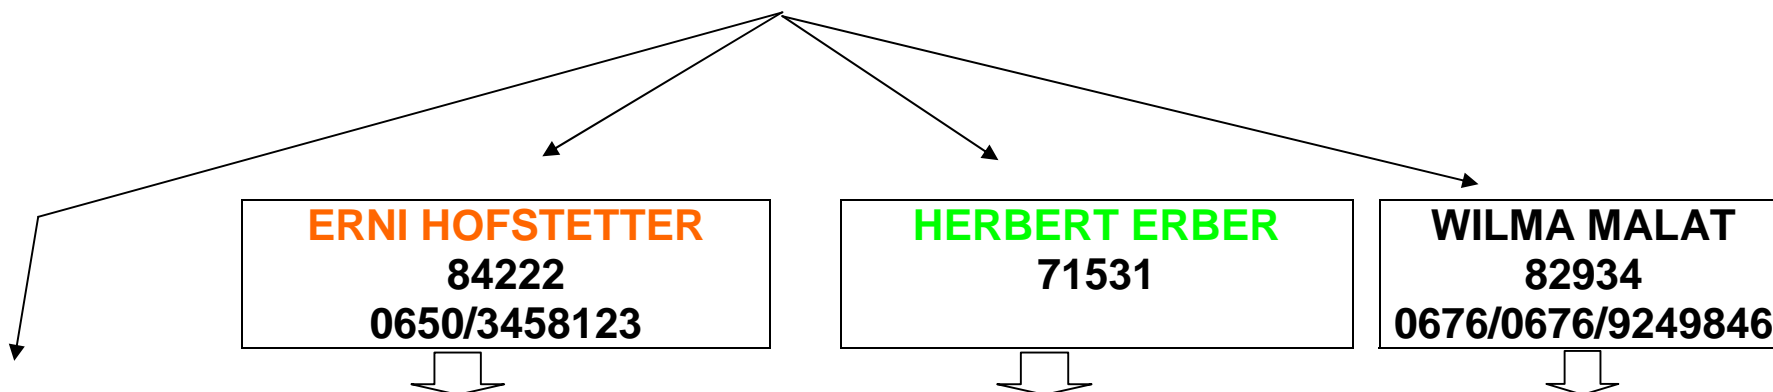 ERNI HOFSTETTER
84222
0650/3458123
HERBERT ERBER
71531
WILMA MALAT
82934
0676/0676/9249846